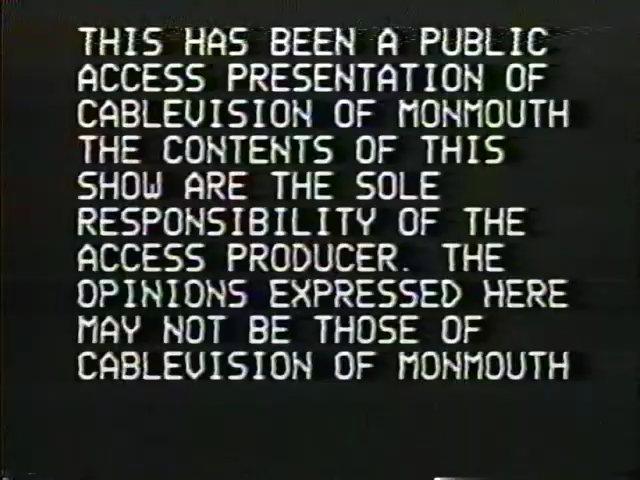 THIS HAS BEEN A PUBLIC
ACCESS PRESENTATION OF
CABLEVISION OF MONMOUTH
THE CONTENTS OF THIS
SHOW ARE THE SOLE
RESPONSIBILITY OF THE
ACCESS PRODUCER. THE
OPINIONS EXPRESSED HERE
MAY NOT BE THOSE OF
CABLEVISION OF MONMOUTH